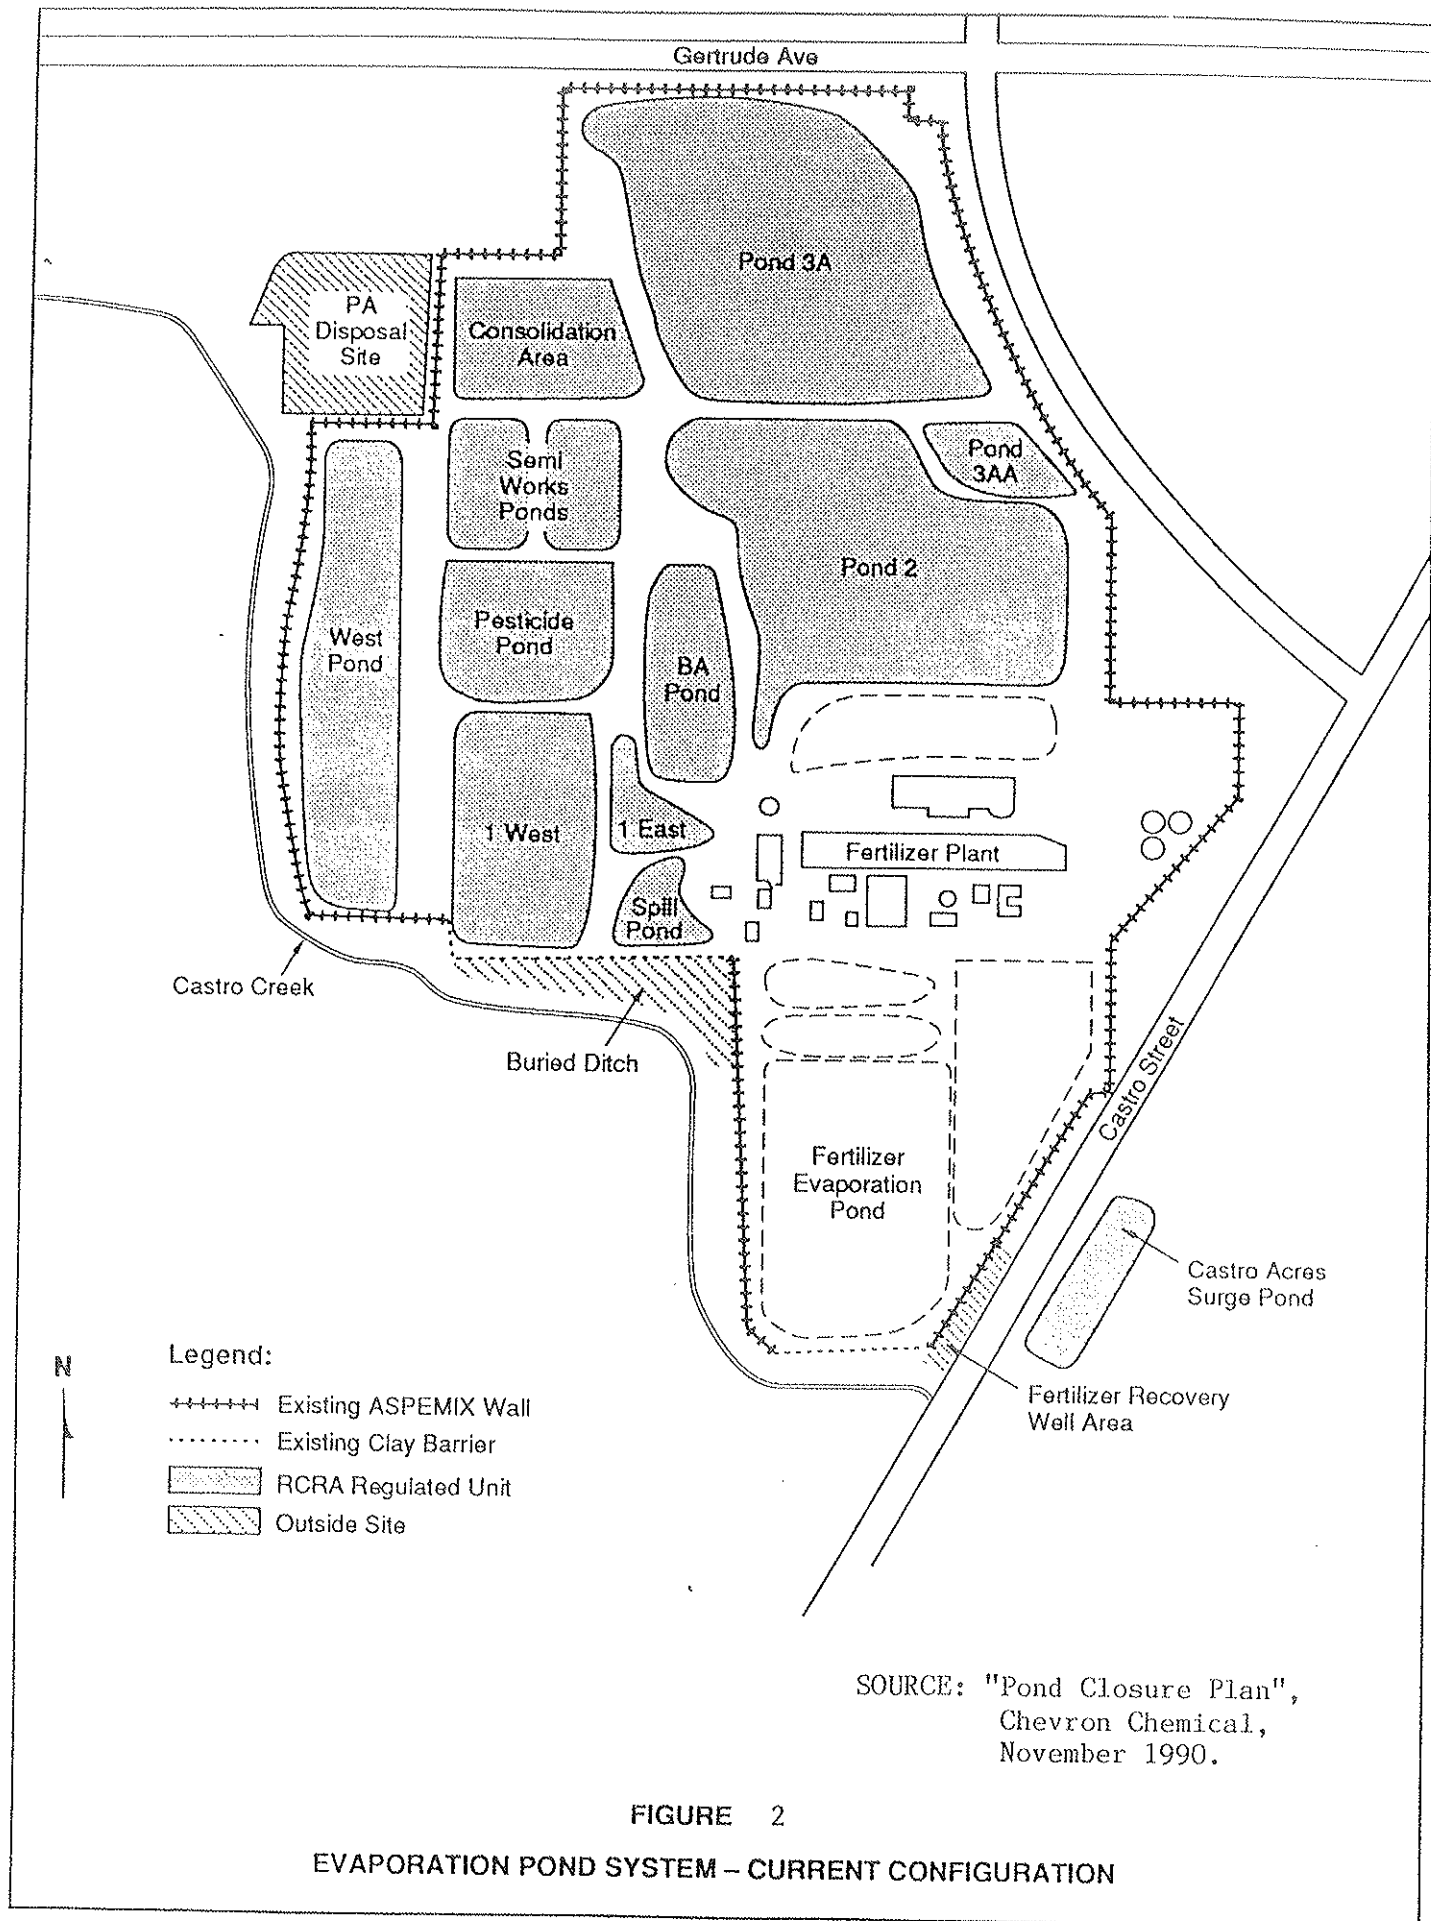 Gertrude Ave
Pond 3A
PA
Disposal
Site
Consolidation
Area
Pond
3AA
Semi
Works
Ponds
Pond 2
West
Pond
Pesticide
Pond
BA
Pond
1 West
1 East
Fertilizer Plant
Spill
Pond
Castro Creek
Buried Ditch
Castro Street
Fertilizer
Evaporation
Pond
Castro Acres
Surge Pond
Fertilizer Recovery
Well Area
N
Legend:
Existing ASPEMIX Wall
Existing Clay Barrier
RCRA Regulated Unit
Outside Site
SOURCE: "Pond Closure Plan",
Chevron Chemical,
November 1990.
FIGURE 2
EVAPORATION POND SYSTEM – CURRENT CONFIGURATION